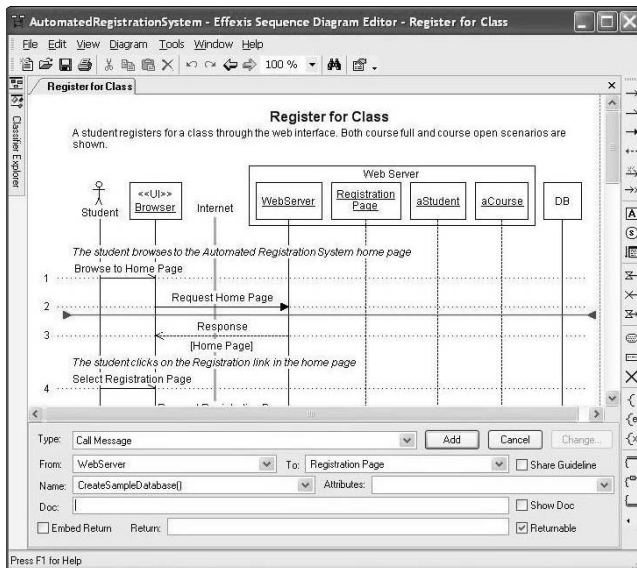 AutomatedRegistrationSystem - Effexis Sequence Diagram Editor - Register for Class
File Edit View Diagram Tools Window Help
100 %
Register for Class
Classifier Explorer
Register for Class
A student registers for a class through the web interface. Both course full and course open scenarios are
shown.
Web Server
Student
<<UI>>
Browser
Internet
WebServer
Registration
Page
aStudent
aCourse
DB
The student browses to the Automated Registration System home page
Browse to Home Page
1
Request Home Page
2
Response
3
[Home Page]
The student clicks on the Registration link in the home page
Select Registration Page
4
Type: Call Message Add Cancel Change...
From: WebServer To: Registration Page Share Guideline
Name: CreateSampleDatabase() Attributes:
Doc: Show Doc
Embed Return Return: Returnable
Press F1 for Help